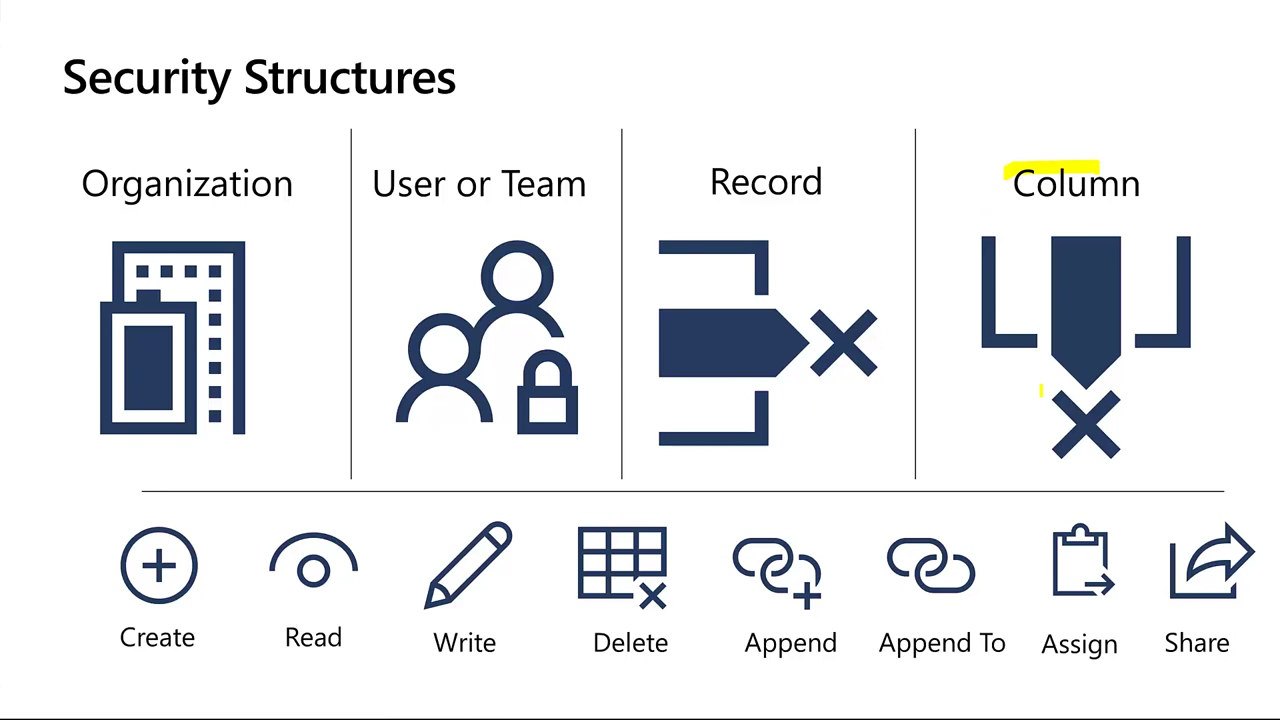 Security Structures
Organization
User or Team
Record
Column
Create
Read
Write
Delete
Append
Append To
Assign
Share